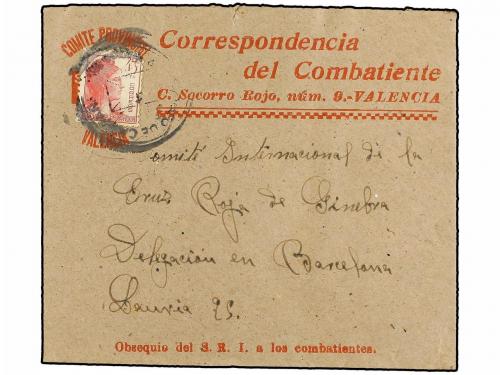 COMITE PROVINCIAL
VALENCIA
Correspondencia
del Combatiente
C. Socorro Rojo, núm. 9.-VALENCIA
Comité Internacional de la
Cruz Roja de Ginebra
Delegación en Barcelona
Lauria 95.
Obsequio del S. R. I. a los combatientes.